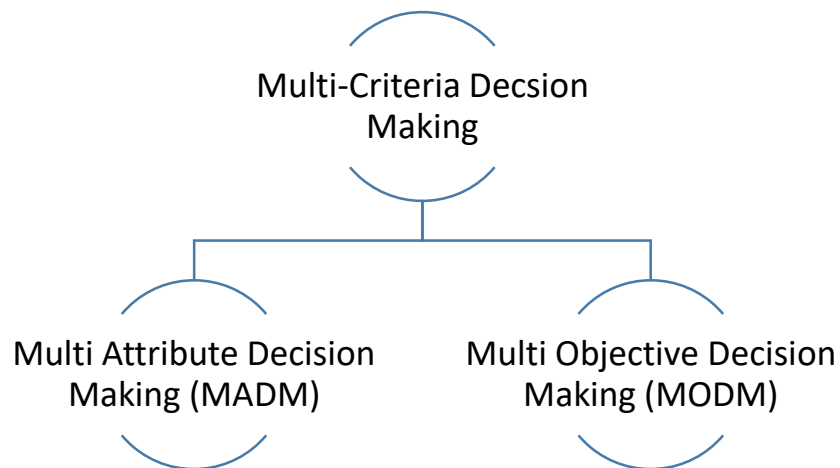 Multi-Criteria Decsion
Making
Multi Attribute Decision
Making (MADM)
Multi Objective Decision
Making (MODM)